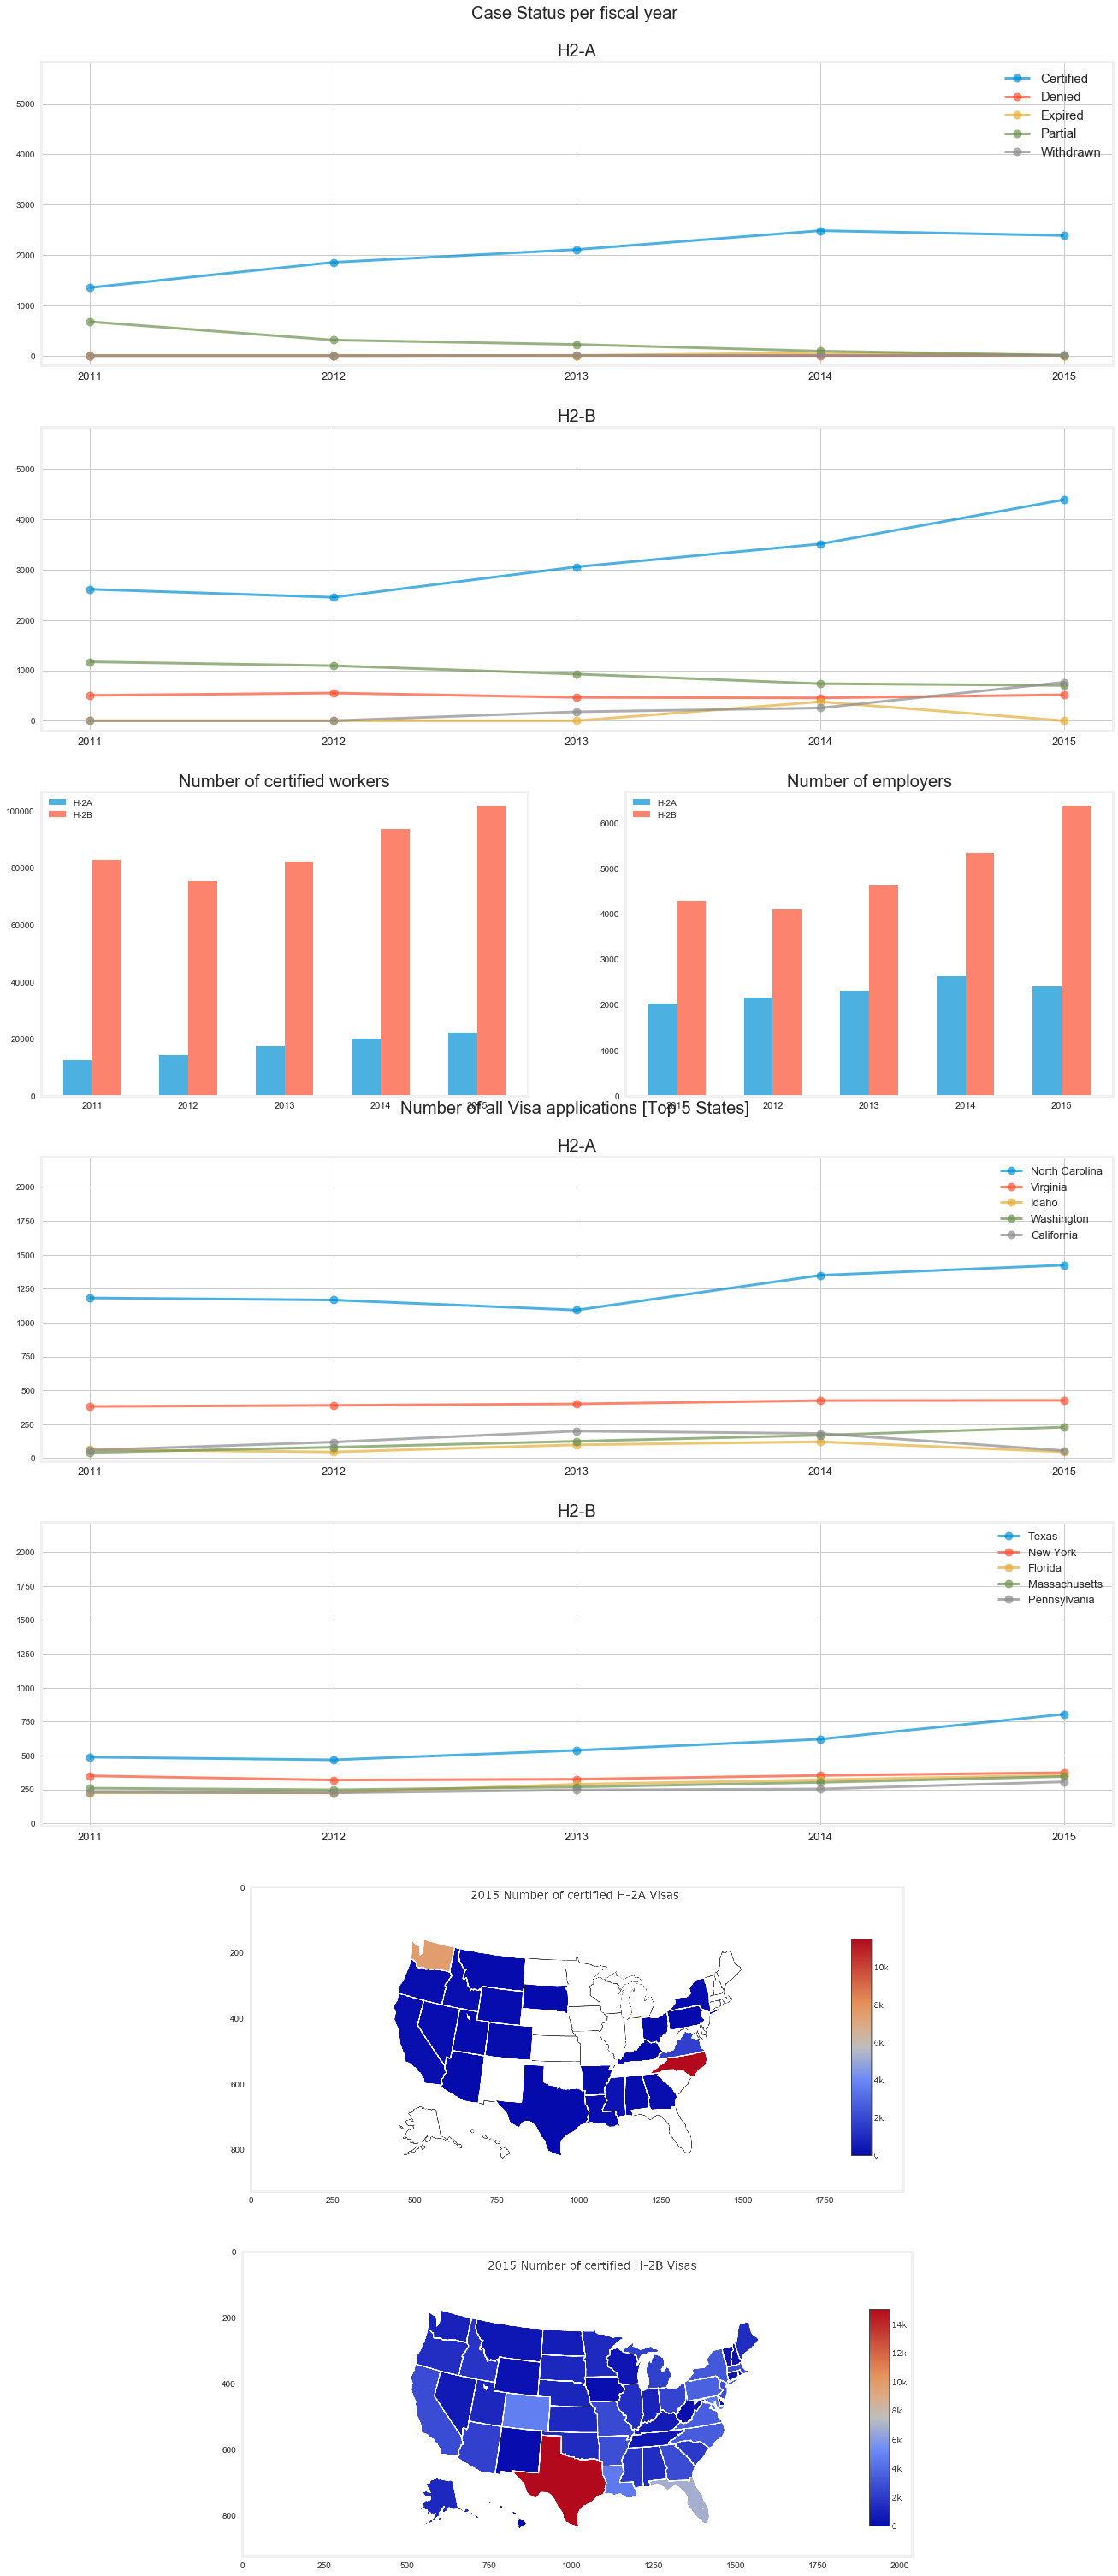 Case Status per fiscal year
H2-A
Certified
Denied
Expired
Partial
Withdrawn
5000
4000
3000
2000
1000
0
2011 2012 2013 2014 2015
H2-B
5000
4000
3000
2000
1000
0
2011 2012 2013 2014 2015
Number of certified workers
H-2A
H-2B
100000
80000
60000
40000
20000
0
2011 2012 2013 2014 2015
Number of employers
H-2A
H-2B
6000
5000
4000
3000
2000
1000
0
2011 2012 2013 2014 2015
Number of all Visa applications [Top 5 States]
H2-A
North Carolina
Virginia
Idaho
Washington
California
2000
1750
1500
1250
1000
750
500
250
0
2011 2012 2013 2014 2015
H2-B
Texas
New York
Florida
Massachusetts
Pennsylvania
2000
1750
1500
1250
1000
750
500
250
0
2011 2012 2013 2014 2015
2015 Number of certified H-2A Visas
0
200
400
600
800
10k
8k
6k
4k
2k
0
0 250 500 750 1000 1250 1500 1750
2015 Number of certified H-2B Visas
0
200
400
600
800
14k
12k
10k
8k
6k
4k
2k
0
0 250 500 750 1000 1250 1500 1750 2000